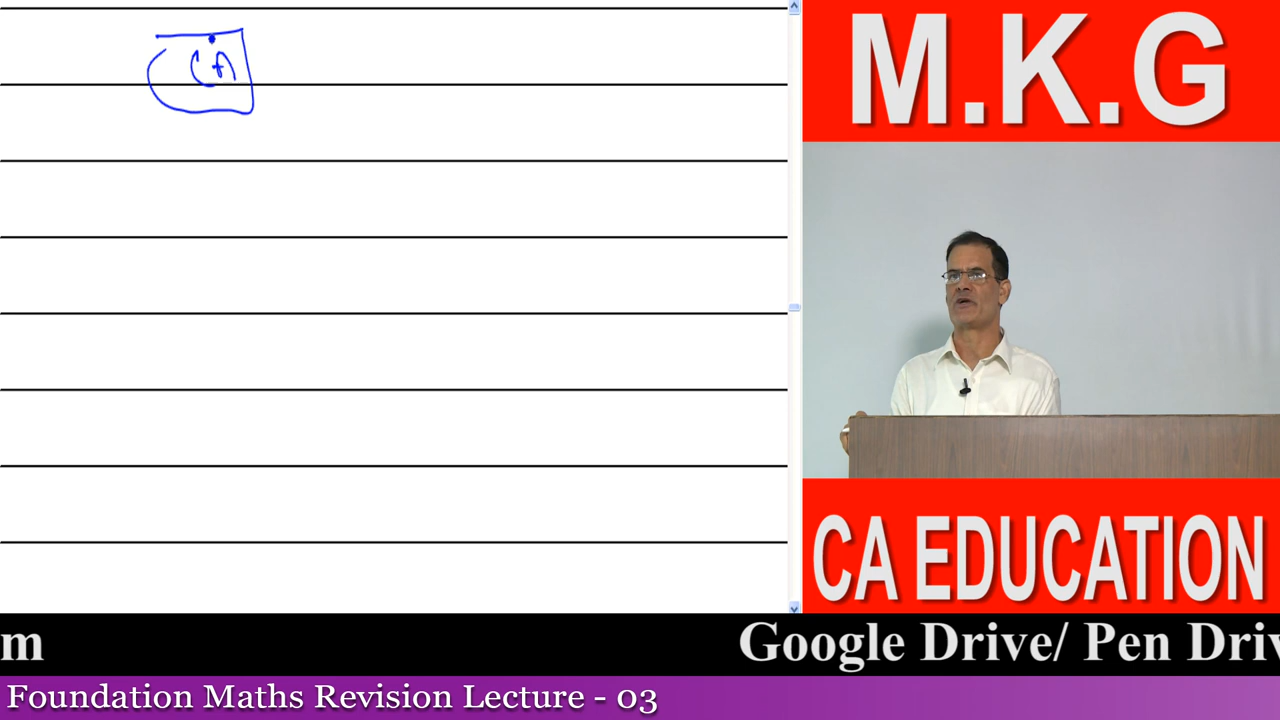 CA
M.K.G
CA EDUCATION
m Google Drive/ Pen Driv
Foundation Maths Revision Lecture - 03